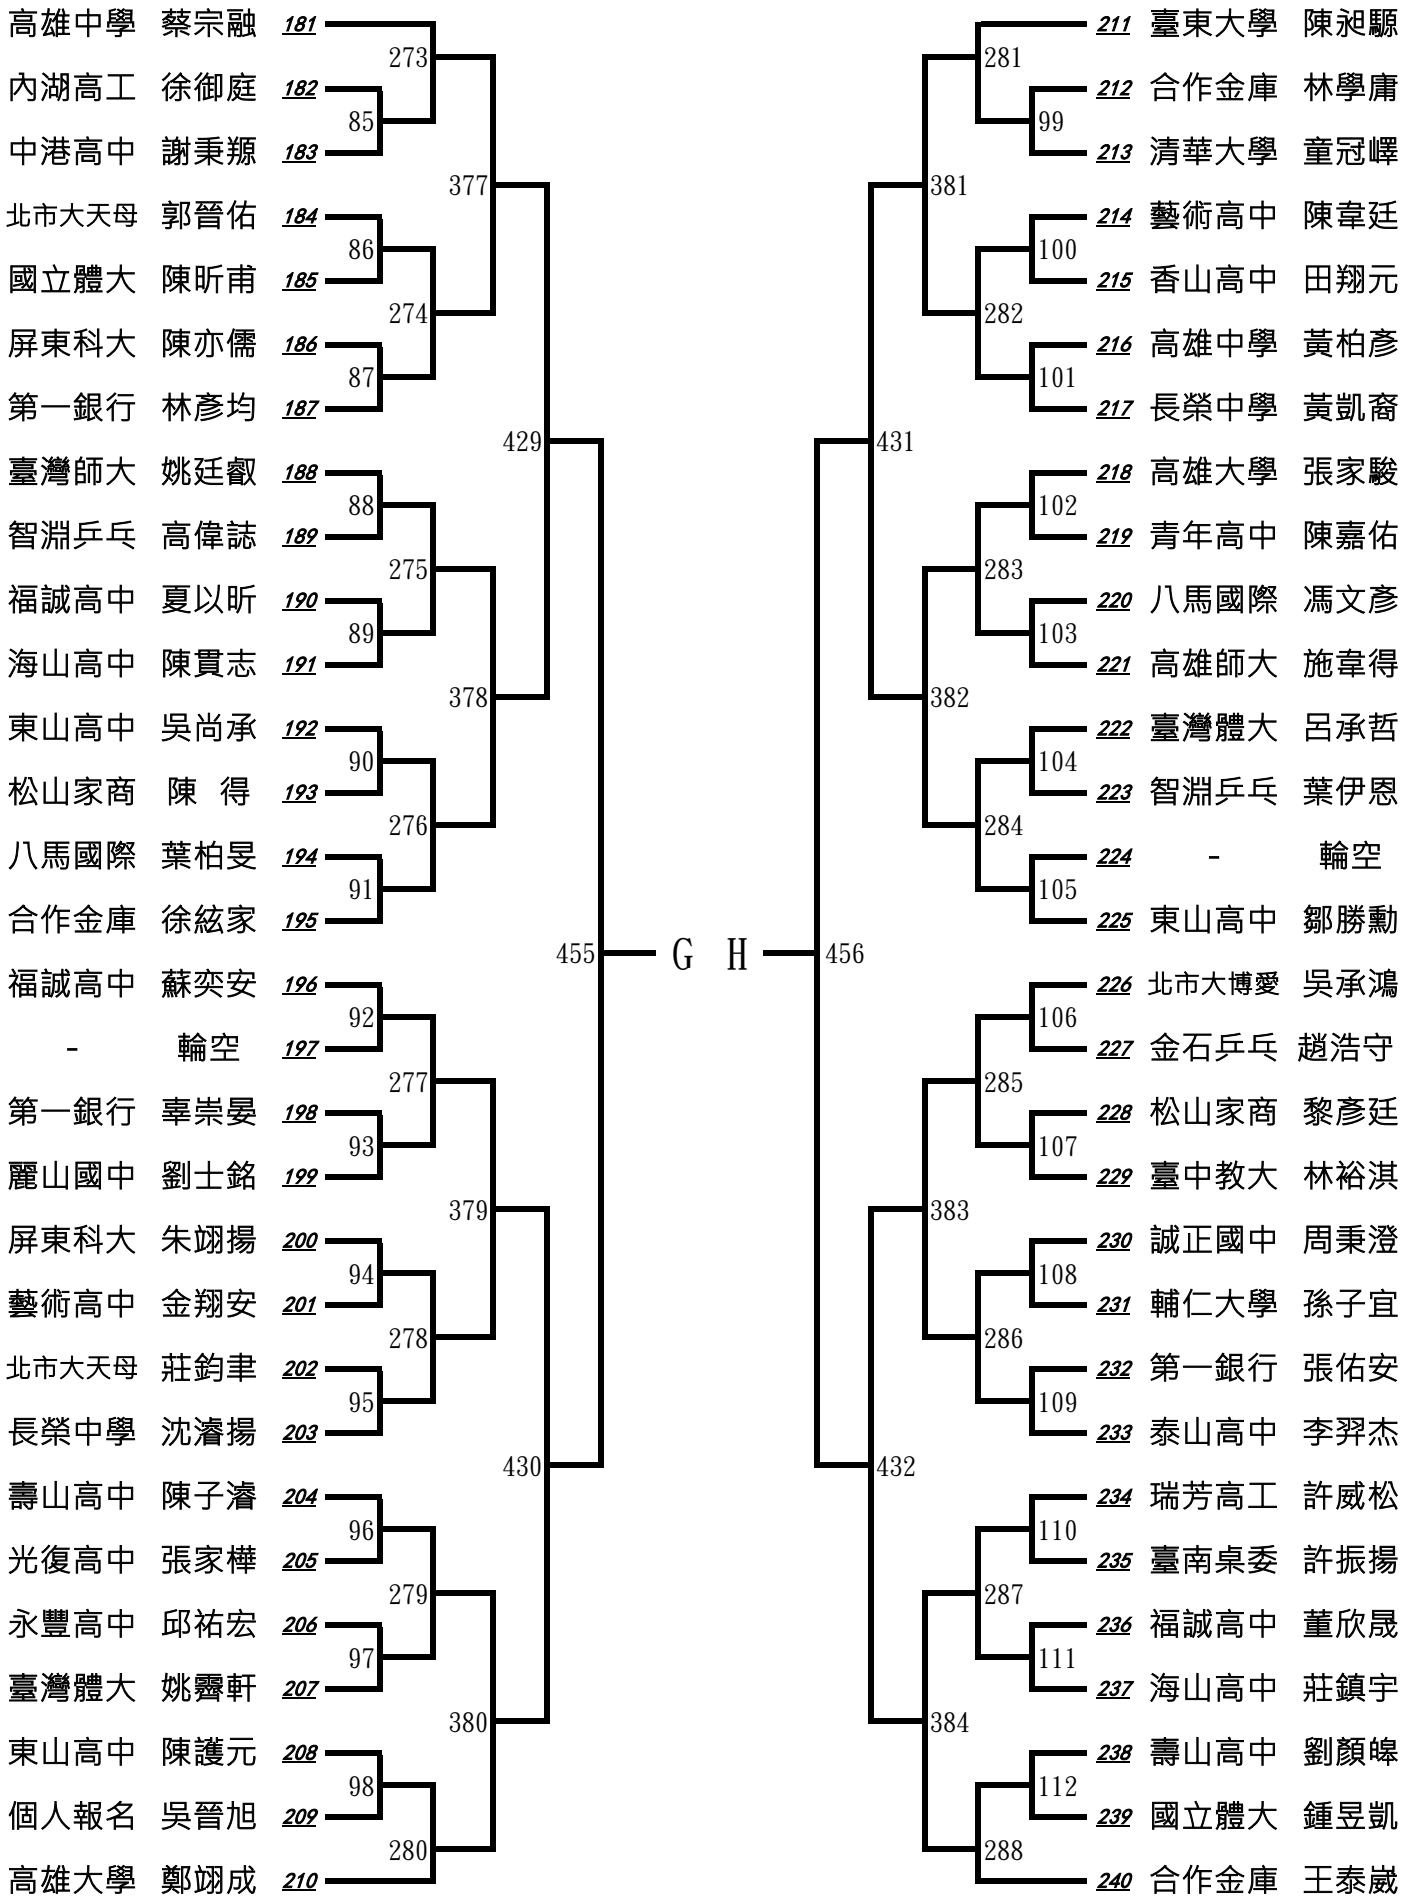 高雄中學 蔡宗融 181
273
內湖高工 徐御庭 182
85
中港高中 謝秉羱 183
377
北市大天母 郭晉佑 184
86
國立體大 陳昕甫 185
274
屏東科大 陳亦儒 186
87
第一銀行 林彥均 187
429
臺灣師大 姚廷叡 188
88
智淵乒乓 高偉誌 189
275
福誠高中 夏以昕 190
89
海山高中 陳貫志 191
378
東山高中 吳尚承 192
90
松山家商 陳 得 193
276
八馬國際 葉柏旻 194
91
合作金庫 徐絃家 195
455 G
福誠高中 蘇奕安 196
92
- 輪空 197
277
第一銀行 辜崇晏 198
93
麗山國中 劉士銘 199
379
屏東科大 朱翊揚 200
94
藝術高中 金翔安 201
278
北市大天母 莊鈞聿 202
95
長榮中學 沈濬揚 203
430
壽山高中 陳子濬 204
96
光復高中 張家樺 205
279
永豐高中 邱祐宏 206
97
臺灣體大 姚霽軒 207
380
東山高中 陳護元 208
98
個人報名 吳晉旭 209
280
高雄大學 鄭翊成 210
211 臺東大學 陳昶騵
281
212 合作金庫 林學庸
99
213 清華大學 童冠嶧
381
214 藝術高中 陳韋廷
100
215 香山高中 田翔元
282
216 高雄中學 黃柏彥
101
217 長榮中學 黃凱裔
431
218 高雄大學 張家駿
102
219 青年高中 陳嘉佑
283
220 八馬國際 馮文彥
103
221 高雄師大 施韋得
382
222 臺灣體大 呂承哲
104
223 智淵乒乓 葉伊恩
284
224 - 輪空
105
225 東山高中 鄒勝勳
H 456
226 北市大博愛 吳承鴻
106
227 金石乒乓 趙浩守
285
228 松山家商 黎彥廷
107
229 臺中教大 林裕淇
383
230 誠正國中 周秉澄
108
231 輔仁大學 孫子宜
286
232 第一銀行 張佑安
109
233 泰山高中 李羿杰
432
234 瑞芳高工 許威松
110
235 臺南桌委 許振揚
287
236 福誠高中 董欣晟
111
237 海山高中 莊鎮宇
384
238 壽山高中 劉顏皞
112
239 國立體大 鍾昱凱
288
240 合作金庫 王泰崴